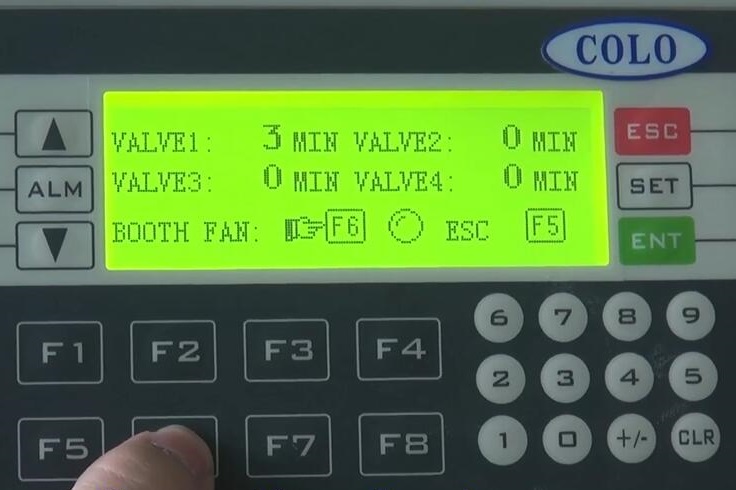 COLO
VALVE1: 3 MIN VALVE2: 0 MIN
VALVE3: 0 MIN VALVE4: 0 MIN
BOOTH FAN: F6 ESC F5
ALM
ESC
SET
ENT
F1 F2 F3 F4
F5 F7 F8
6 7 8 9
2 3 4 5
1 0 +/- CLR